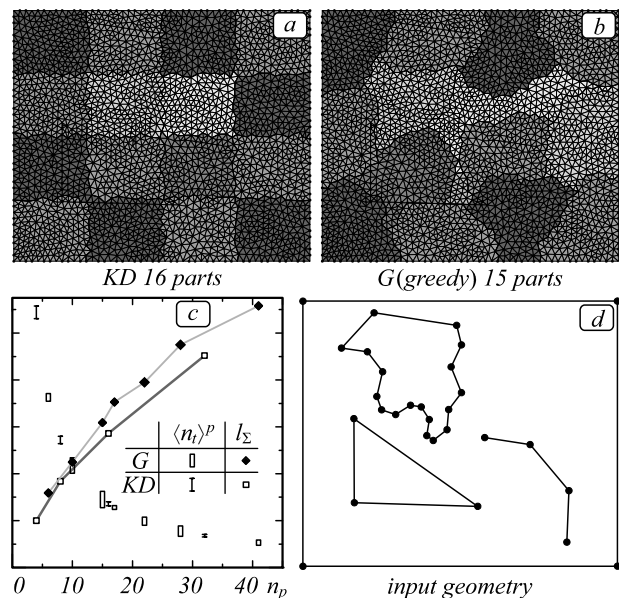 a
b
KD 16 parts
G(greedy) 15 parts
c
d
⟨n_t⟩^p l_Σ
G
KD
0 10 20 30 40 n_p
input geometry